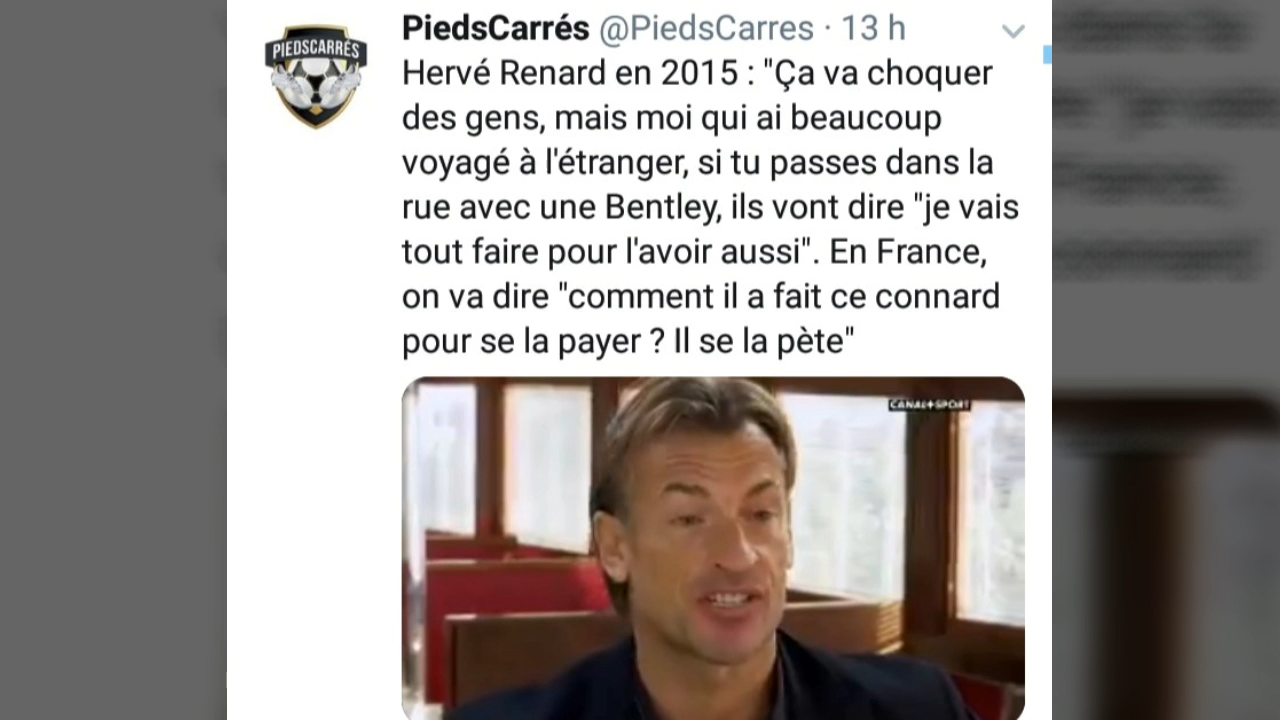 PIEDSCARRÉS
PiedsCarrés @PiedsCarres · 13 h
Hervé Renard en 2015 : "Ça va choquer
des gens, mais moi qui ai beaucoup
voyagé à l'étranger, si tu passes dans la
rue avec une Bentley, ils vont dire "je vais
tout faire pour l'avoir aussi". En France,
on va dire "comment il a fait ce connard
pour se la payer ? Il se la pète"
CANAL+SPORT